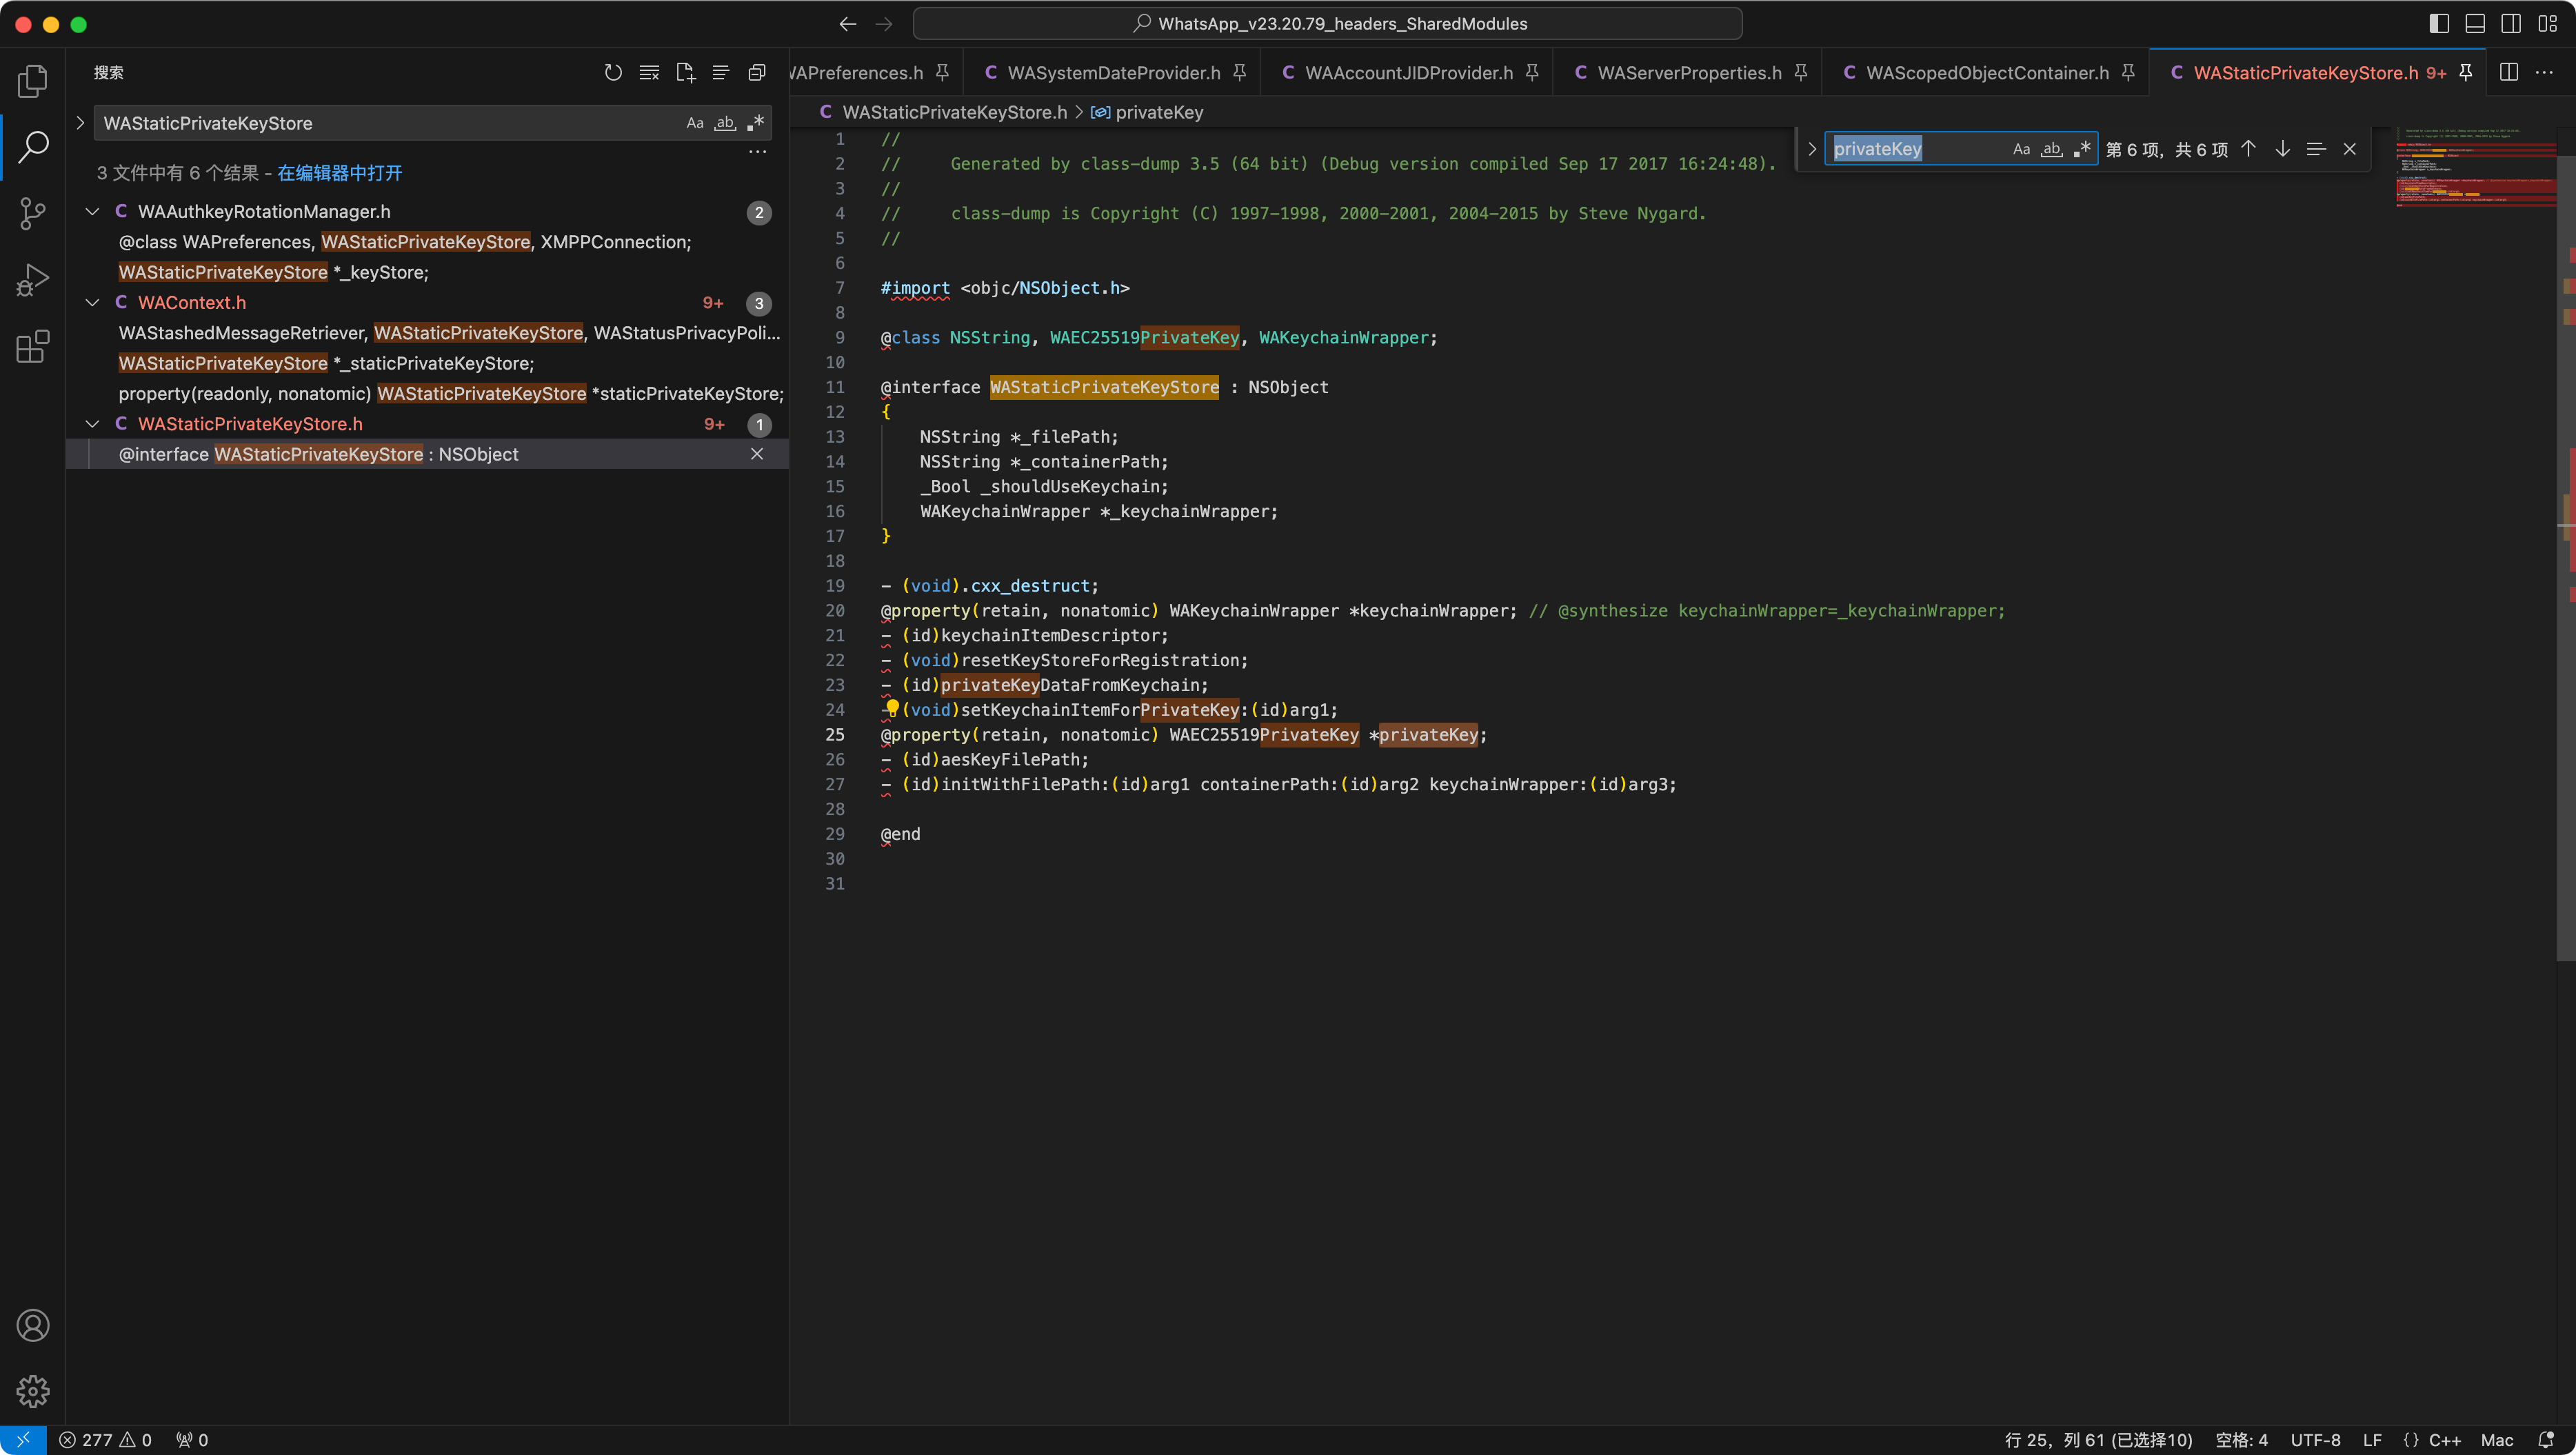 WhatsApp_v23.20.79_headers_SharedModules
搜索
WAStaticPrivateKeyStore
Aa ab .*
3 文件中有 6 个结果 - 在编辑器中打开
WAAuthkeyRotationManager.h 2
@class WAPreferences, WAStaticPrivateKeyStore, XMPPConnection;
WAStaticPrivateKeyStore *_keyStore;
WAContext.h 9+ 3
WAStashedMessageRetriever, WAStaticPrivateKeyStore, WAStatusPrivacyPoli...
WAStaticPrivateKeyStore *_staticPrivateKeyStore;
property(readonly, nonatomic) WAStaticPrivateKeyStore *staticPrivateKeyStore;
WAStaticPrivateKeyStore.h 9+ 1
@interface WAStaticPrivateKeyStore : NSObject
WAPreferences.h C WASystemDateProvider.h C WAAccountJIDProvider.h C WAServerProperties.h C WAScopedObjectContainer.h C WAStaticPrivateKeyStore.h 9+
C WAStaticPrivateKeyStore.h > privateKey
privateKey Aa ab .* 第 6 项，共 6 项
1 //
2 //     Generated by class-dump 3.5 (64 bit) (Debug version compiled Sep 17 2017 16:24:48).
3 //
4 //     class-dump is Copyright (C) 1997-1998, 2000-2001, 2004-2015 by Steve Nygard.
5 //
6
7 #import <objc/NSObject.h>
8
9 @class NSString, WAEC25519PrivateKey, WAKeychainWrapper;
10
11 @interface WAStaticPrivateKeyStore : NSObject
12 {
13     NSString *_filePath;
14     NSString *_containerPath;
15     _Bool _shouldUseKeychain;
16     WAKeychainWrapper *_keychainWrapper;
17 }
18
19 - (void).cxx_destruct;
20 @property(retain, nonatomic) WAKeychainWrapper *keychainWrapper; // @synthesize keychainWrapper=_keychainWrapper;
21 - (id)keychainItemDescriptor;
22 - (void)resetKeyStoreForRegistration;
23 - (id)privateKeyDataFromKeychain;
24 - (void)setKeychainItemForPrivateKey:(id)arg1;
25 @property(retain, nonatomic) WAEC25519PrivateKey *privateKey;
26 - (id)aesKeyFilePath;
27 - (id)initWithFilePath:(id)arg1 containerPath:(id)arg2 keychainWrapper:(id)arg3;
28
29 @end
30
31
277 0 0
行 25，列 61 (已选择10) 空格: 4 UTF-8 LF {} C++ Mac